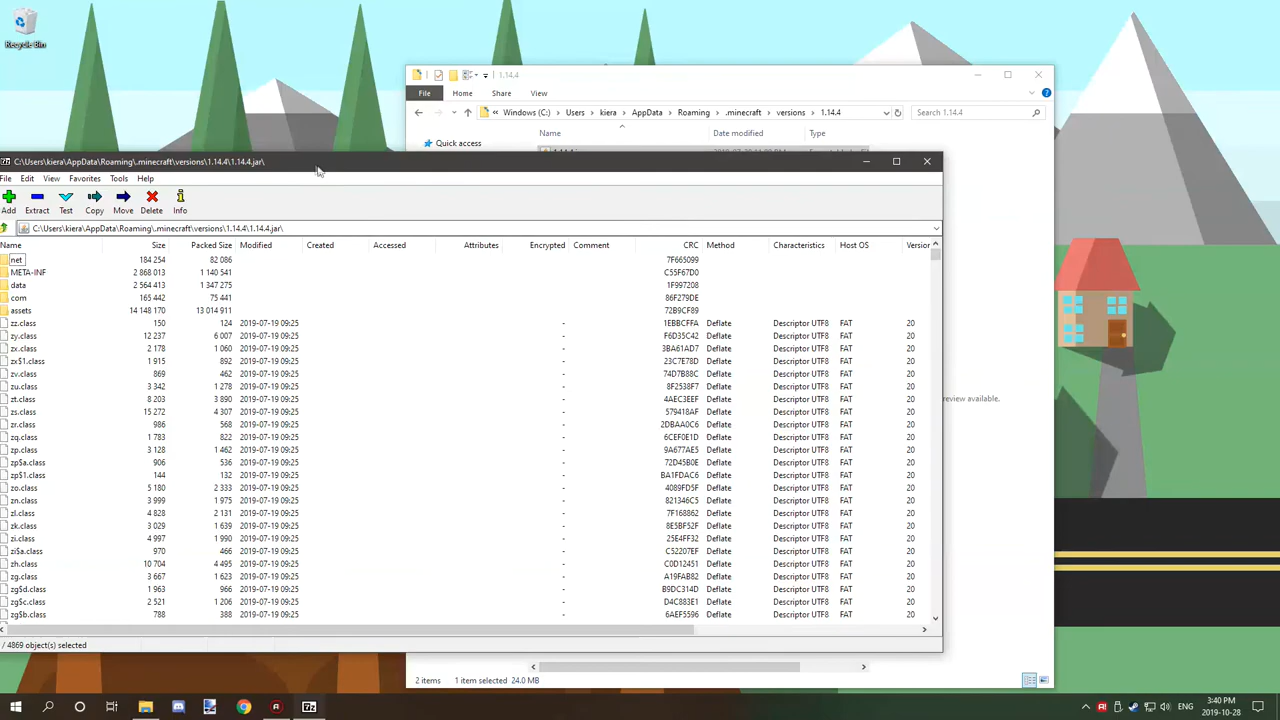 Recycle Bin
1.14.4
File Home Share View
« Windows (C:) Users kiera AppData Roaming .minecraft versions 1.14.4 Search 1.14.4
Name Date modified Type
Quick access
C:\Users\kiera\AppData\Roaming\.minecraft\versions\1.14.4\1.14.4.jar\
File Edit View Favorites Tools Help
Add Extract Test Copy Move Delete Info
C:\Users\kiera\AppData\Roaming\.minecraft\versions\1.14.4\1.14.4.jar\
Name Size Packed Size Modified Created Accessed Attributes Encrypted Comment CRC Method Characteristics Host OS Version
net 184 254 82 086 7F665099
META-INF 2 868 013 1 140 541 C55F67D0
data 2 564 413 1 347 275 1F997208
com 165 442 75 441 86F279DE
assets 14 148 170 13 014 911 72B9CF89
zz.class 150 124 2019-07-19 09:25 - 1EBBCFFA Deflate Descriptor UTF8 FAT 20
zy.class 12 237 6 007 2019-07-19 09:25 - F6D35C42 Deflate Descriptor UTF8 FAT 20
zx.class 2 178 1 060 2019-07-19 09:25 - 3BA61AD7 Deflate Descriptor UTF8 FAT 20
zx$1.class 1 915 892 2019-07-19 09:25 - 23C7E78D Deflate Descriptor UTF8 FAT 20
zv.class 869 462 2019-07-19 09:25 - 74D7B88C Deflate Descriptor UTF8 FAT 20
zu.class 3 342 1 278 2019-07-19 09:25 - 8F2538F7 Deflate Descriptor UTF8 FAT 20
zt.class 8 203 3 890 2019-07-19 09:25 - 4AEC3EEF Deflate Descriptor UTF8 FAT 20
zs.class 15 272 4 307 2019-07-19 09:25 - 579418AF Deflate Descriptor UTF8 FAT 20
zr.class 986 568 2019-07-19 09:25 - 2DBAA0C6 Deflate Descriptor UTF8 FAT 20
zq.class 1 783 822 2019-07-19 09:25 - 6CEF0E1D Deflate Descriptor UTF8 FAT 20
zp.class 3 128 1 462 2019-07-19 09:25 - 9A677AE5 Deflate Descriptor UTF8 FAT 20
zp$a.class 906 536 2019-07-19 09:25 - 72D45B0E Deflate Descriptor UTF8 FAT 20
zp$1.class 144 132 2019-07-19 09:25 - BA1FDAC6 Deflate Descriptor UTF8 FAT 20
zo.class 5 180 2 333 2019-07-19 09:25 - 4089FD5F Deflate Descriptor UTF8 FAT 20
zn.class 3 999 1 975 2019-07-19 09:25 - 821346C5 Deflate Descriptor UTF8 FAT 20
zl.class 4 828 2 131 2019-07-19 09:25 - 7F168862 Deflate Descriptor UTF8 FAT 20
zk.class 3 029 1 639 2019-07-19 09:25 - 8E5BF52F Deflate Descriptor UTF8 FAT 20
zi.class 4 997 1 990 2019-07-19 09:25 - 25E4FF32 Deflate Descriptor UTF8 FAT 20
zi$a.class 970 466 2019-07-19 09:25 - C52207EF Deflate Descriptor UTF8 FAT 20
zh.class 10 704 4 495 2019-07-19 09:25 - C0D12451 Deflate Descriptor UTF8 FAT 20
zg.class 3 667 1 623 2019-07-19 09:25 - A19FAB82 Deflate Descriptor UTF8 FAT 20
zg$d.class 1 963 966 2019-07-19 09:25 - B9DC314D Deflate Descriptor UTF8 FAT 20
zg$c.class 2 521 1 206 2019-07-19 09:25 - D4C883E1 Deflate Descriptor UTF8 FAT 20
zg$b.class 788 388 2019-07-19 09:25 - 6AEF5596 Deflate Descriptor UTF8 FAT 20
review available.
/ 4869 object(s) selected
2 items 1 item selected 24.0 MB
ENG
3:40 PM
2019-10-28